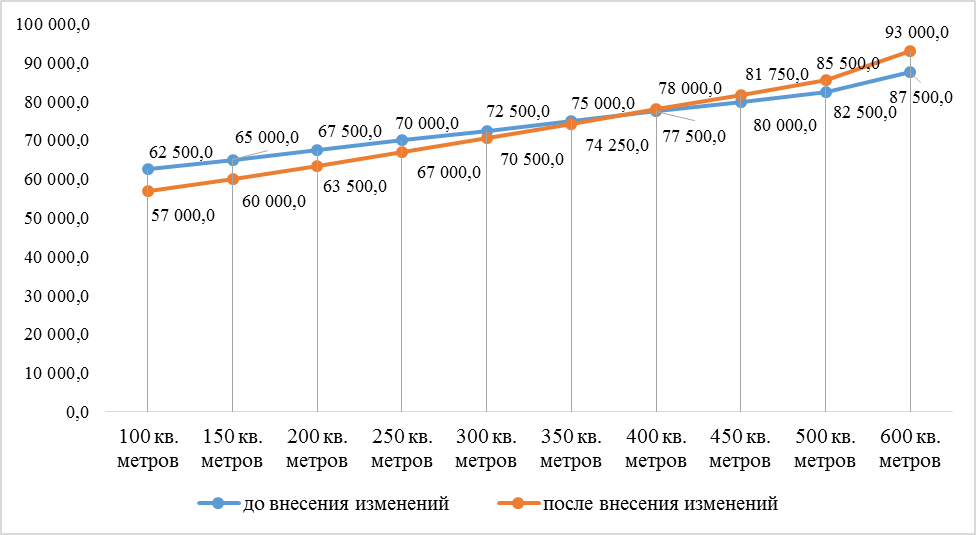 100 000,0
90 000,0
80 000,0
70 000,0
60 000,0
50 000,0
40 000,0
30 000,0
20 000,0
10 000,0
0,0
62 500,0
65 000,0
67 500,0
70 000,0
72 500,0
75 000,0
77 500,0
80 000,0
82 500,0
87 500,0
57 000,0
60 000,0
63 500,0
67 000,0
70 500,0
74 250,0
78 000,0
81 750,0
85 500,0
93 000,0
100 кв.
метров
150 кв.
метров
200 кв.
метров
250 кв.
метров
300 кв.
метров
350 кв.
метров
400 кв.
метров
450 кв.
метров
500 кв.
метров
600 кв.
метров
до внесения изменений
после внесения изменений